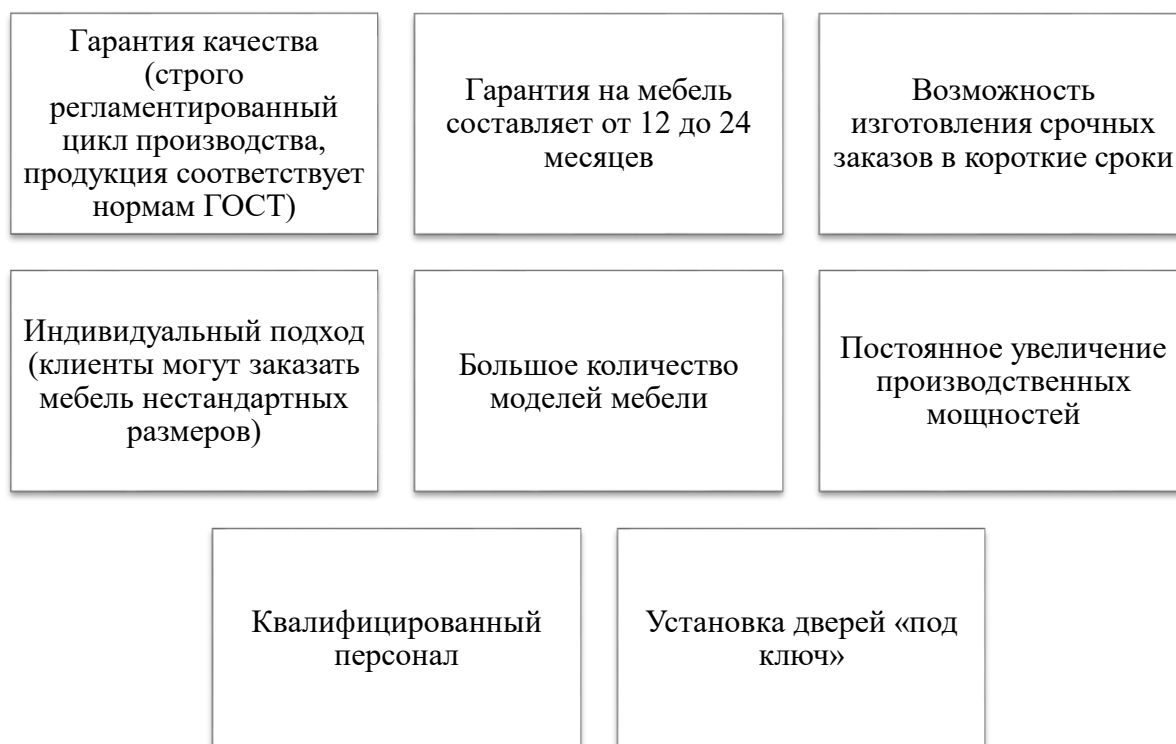 Гарантия качества
(строго
регламентированный
цикл производства,
продукция соответствует
нормам ГОСТ)
Гарантия на мебель
составляет от 12 до 24
месяцев
Возможность
изготовления срочных
заказов в короткие сроки
Индивидуальный подход
(клиенты могут заказать
мебель нестандартных
размеров)
Большое количество
моделей мебели
Постоянное увеличение
производственных
мощностей
Квалифицированный
персонал
Установка дверей «под
ключ»